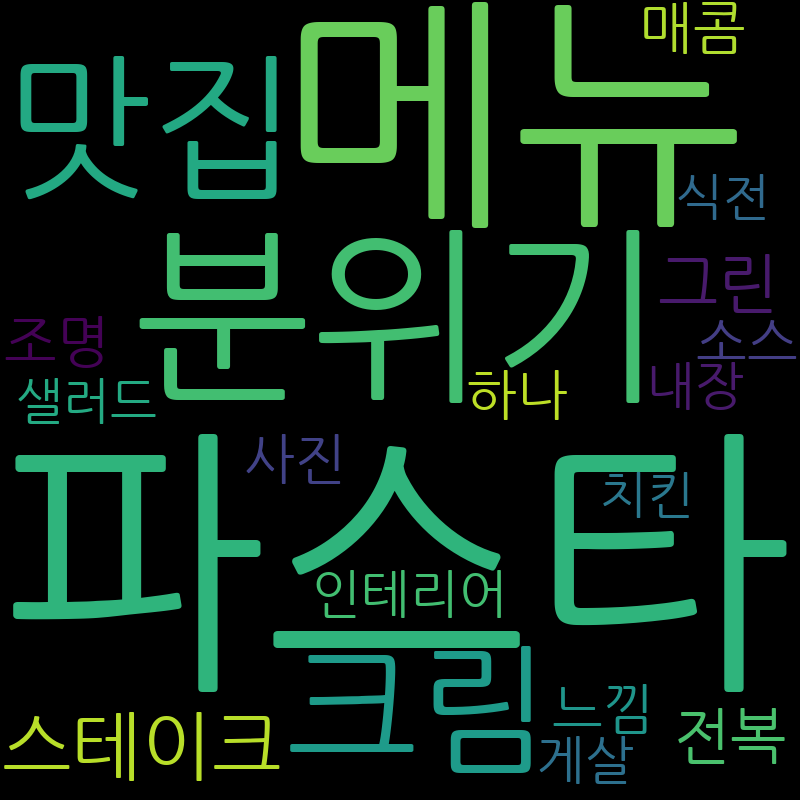 매콤
맛집 메뉴
식전
분위기 그린
조명 소스
샐러드 하나 내장
파스타
사진 치킨
인테리어
크림
스테이크 느낌 전복
게살